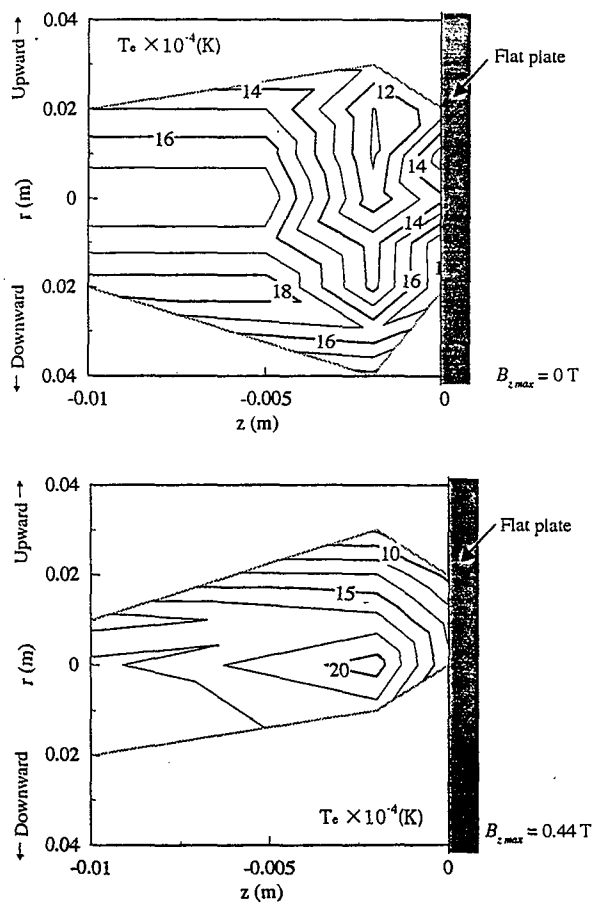 Upward →
0.04
Tₑ × 10⁻⁴(K)
Flat plate
14
12
0.02
16
r (m)
0
14
14
16
0.02
18
16
← Downward
0.04
-0.01
-0.005
0
z (m)
B_z max = 0 T
Upward →
0.04
Flat plate
10
0.02
15
r (m)
0
20
0.02
← Downward
Tₑ × 10⁻⁴(K)
0.04
-0.01
-0.005
0
z (m)
B_z max = 0.44 T